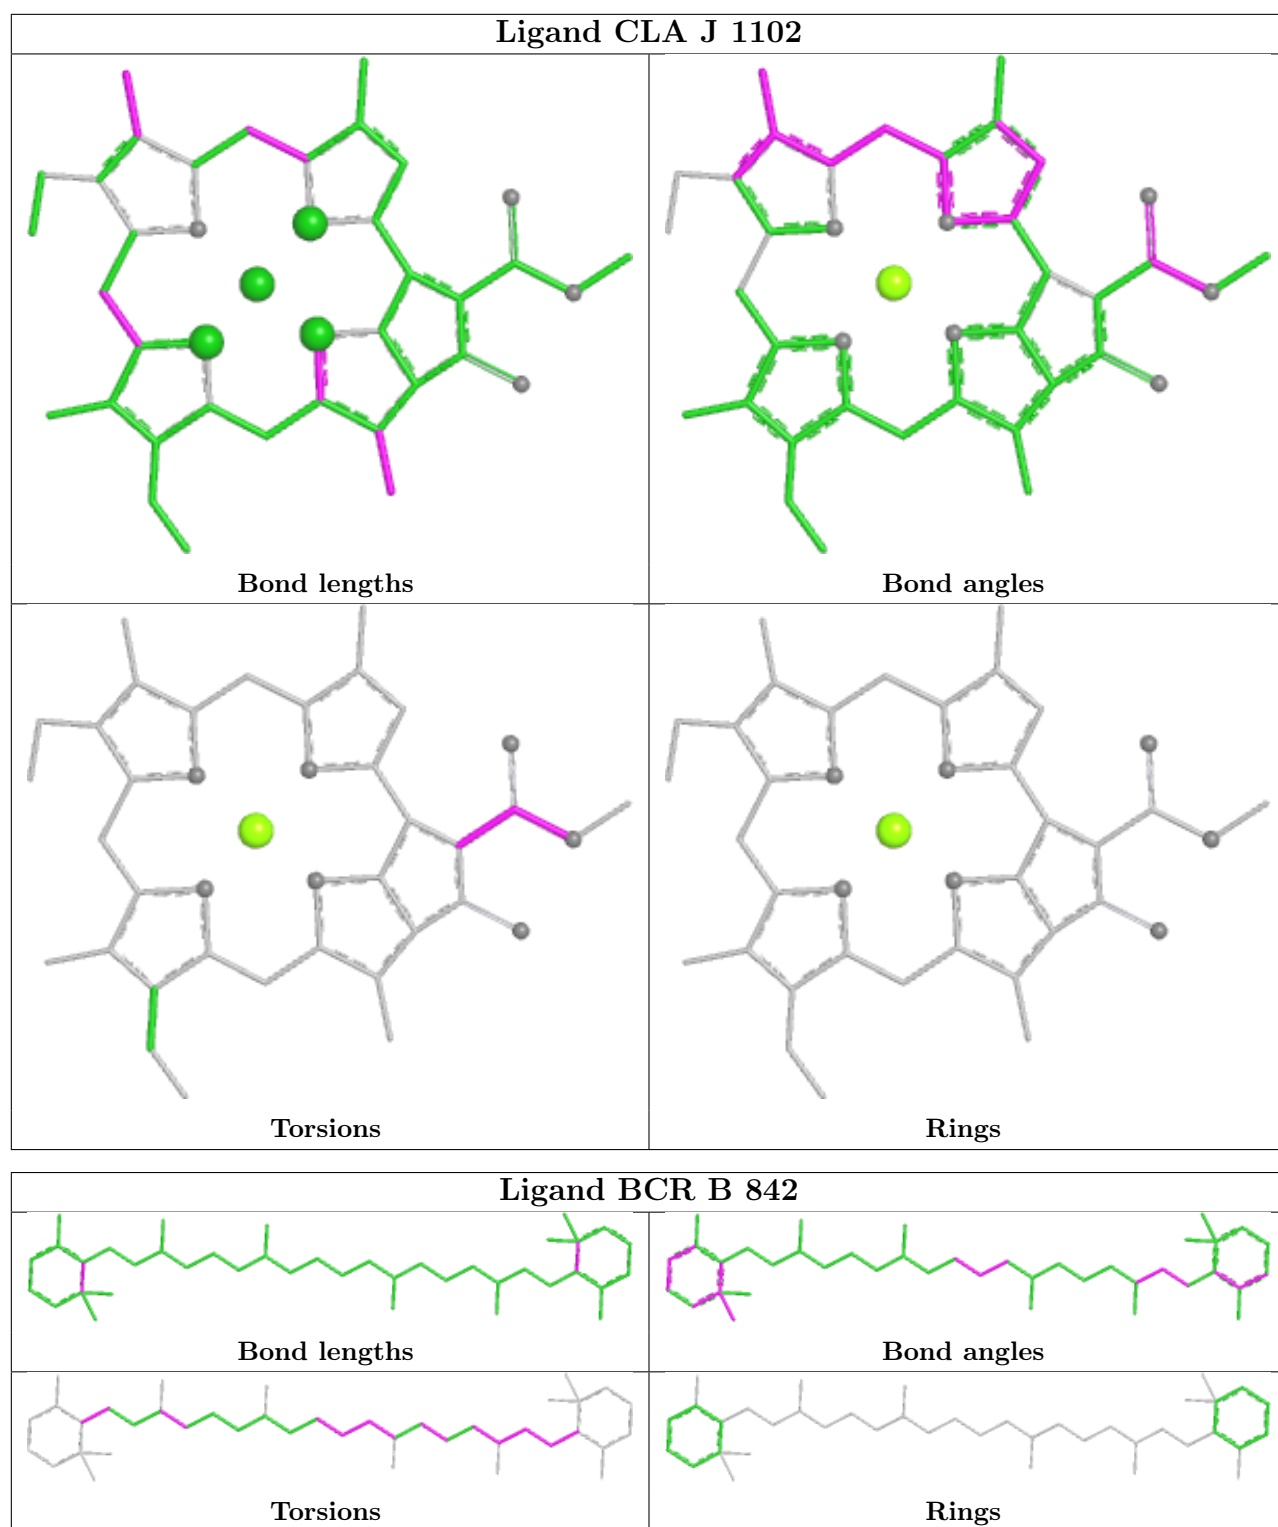 Ligand CLA J 1102
Bond lengths
Bond angles
Torsions
Rings
Ligand BCR B 842
Bond lengths
Bond angles
Torsions
Rings